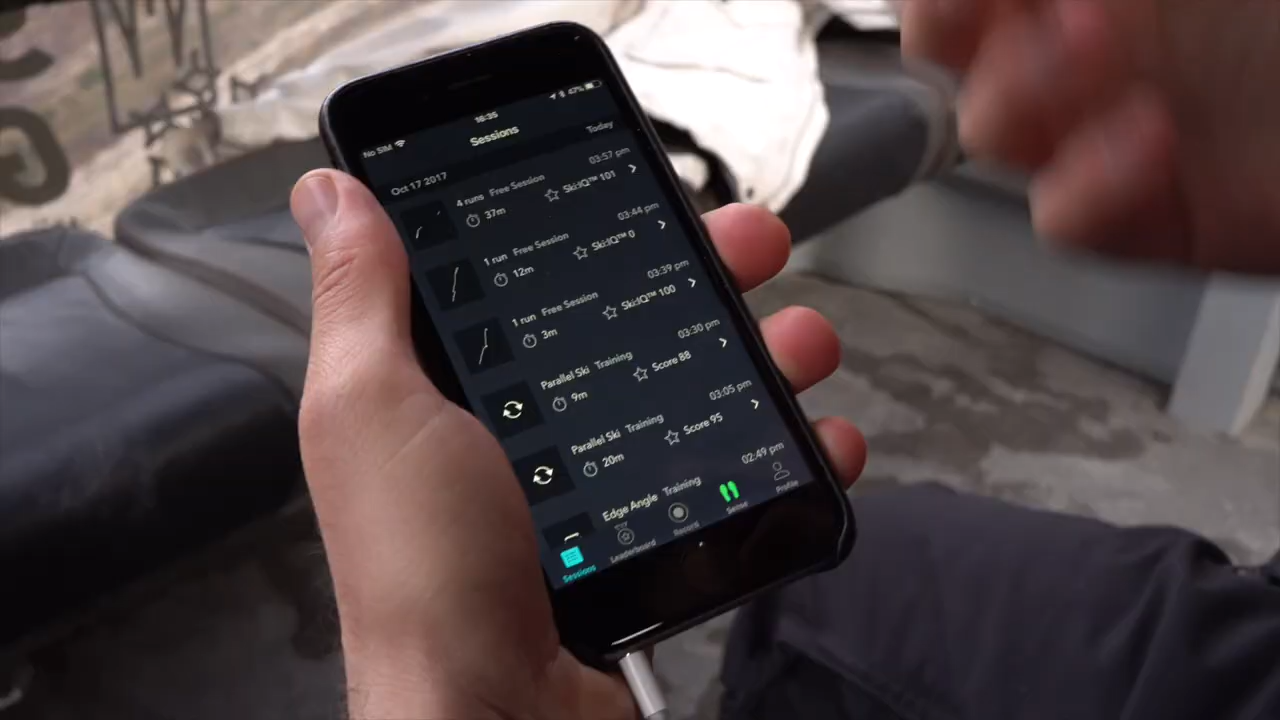 No SIM 16:35 47%
Sessions
Oct 17 2017 Today
4 runs Free Session 03:57 pm
37m Ski:IQ™ 101
1 run Free Session 03:44 pm
12m Ski:IQ™ 0
1 run Free Session 03:39 pm
3m Ski:IQ™ 100
Parallel Ski Training 03:30 pm
9m Score 88
Parallel Ski Training 03:05 pm
20m Score 95
Edge Angle Training 02:49 pm
Sessions Leaderboard Record Sense Profile